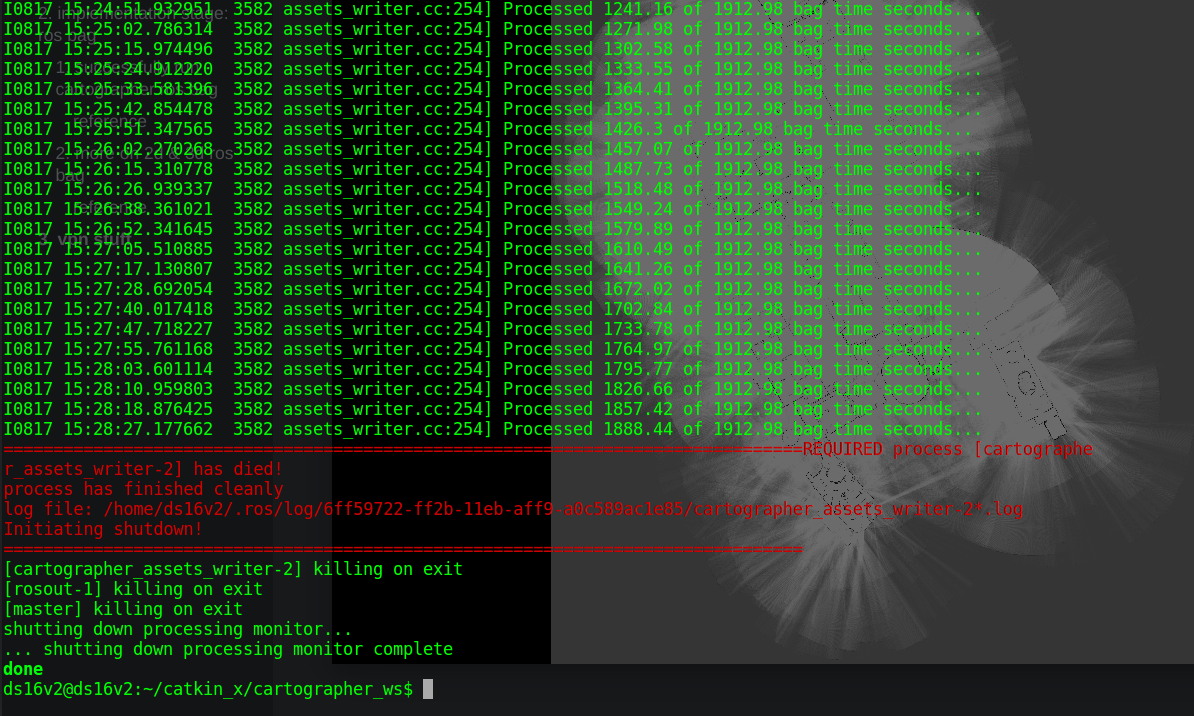 I0817 15:24:51.932951  3582 assets_writer.cc:254] Processed 1241.16 of 1912.98 bag time seconds...
I0817 15:25:02.786314  3582 assets_writer.cc:254] Processed 1271.98 of 1912.98 bag time seconds...
I0817 15:25:15.974496  3582 assets_writer.cc:254] Processed 1302.58 of 1912.98 bag time seconds...
I0817 15:25:24.912220  3582 assets_writer.cc:254] Processed 1333.55 of 1912.98 bag time seconds...
I0817 15:25:33.581396  3582 assets_writer.cc:254] Processed 1364.41 of 1912.98 bag time seconds...
I0817 15:25:42.854478  3582 assets_writer.cc:254] Processed 1395.31 of 1912.98 bag time seconds...
I0817 15:25:51.347565  3582 assets_writer.cc:254] Processed 1426.3 of 1912.98 bag time seconds...
I0817 15:26:02.270268  3582 assets_writer.cc:254] Processed 1457.07 of 1912.98 bag time seconds...
I0817 15:26:15.310778  3582 assets_writer.cc:254] Processed 1487.73 of 1912.98 bag time seconds...
I0817 15:26:26.939337  3582 assets_writer.cc:254] Processed 1518.48 of 1912.98 bag time seconds...
I0817 15:26:38.361021  3582 assets_writer.cc:254] Processed 1549.24 of 1912.98 bag time seconds...
I0817 15:26:52.341645  3582 assets_writer.cc:254] Processed 1579.89 of 1912.98 bag time seconds...
I0817 15:27:05.510885  3582 assets_writer.cc:254] Processed 1610.49 of 1912.98 bag time seconds...
I0817 15:27:17.130807  3582 assets_writer.cc:254] Processed 1641.26 of 1912.98 bag time seconds...
I0817 15:27:28.692054  3582 assets_writer.cc:254] Processed 1672.02 of 1912.98 bag time seconds...
I0817 15:27:40.017418  3582 assets_writer.cc:254] Processed 1702.84 of 1912.98 bag time seconds...
I0817 15:27:47.718227  3582 assets_writer.cc:254] Processed 1733.78 of 1912.98 bag time seconds...
I0817 15:27:55.761168  3582 assets_writer.cc:254] Processed 1764.97 of 1912.98 bag time seconds...
I0817 15:28:03.601114  3582 assets_writer.cc:254] Processed 1795.77 of 1912.98 bag time seconds...
I0817 15:28:10.959803  3582 assets_writer.cc:254] Processed 1826.66 of 1912.98 bag time seconds...
I0817 15:28:18.876425  3582 assets_writer.cc:254] Processed 1857.42 of 1912.98 bag time seconds...
I0817 15:28:27.177662  3582 assets_writer.cc:254] Processed 1888.44 of 1912.98 bag time seconds...
================================================================================REQUIRED process [cartographe
r_assets_writer-2] has died!
process has finished cleanly
log file: /home/ds16v2/.ros/log/6ff59722-ff2b-11eb-aff9-a0c589ac1e85/cartographer_assets_writer-2*.log
Initiating shutdown!
================================================================================
[cartographer_assets_writer-2] killing on exit
[rosout-1] killing on exit
[master] killing on exit
shutting down processing monitor...
... shutting down processing monitor complete
done
ds16v2@ds16v2:~/catkin_x/cartographer_ws$
2. implementation stage:
ros bag
1. successfully
reference
2. more on 2d & 3d ros
bag
reference
3. vpn stuff